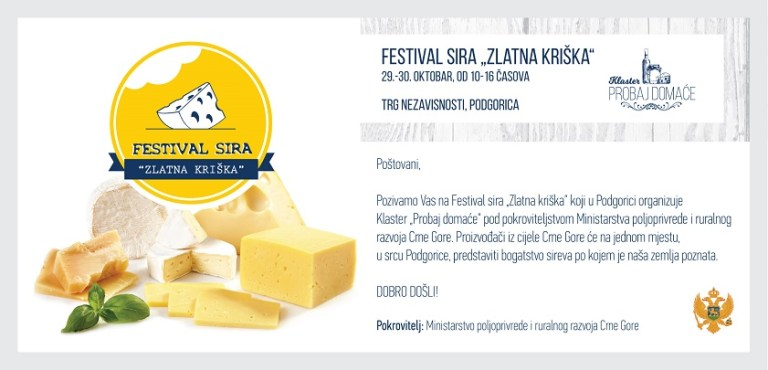 FESTIVAL SIRA
"ZLATNA KRIŠKA"
FESTIVAL SIRA „ZLATNA KRIŠKA“
29.-30. OKTOBAR, OD 10-16 ČASOVA
TRG NEZAVISNOSTI, PODGORICA
Klaster
PROBAJ DOMAĆE
Poštovani,
Pozivamo Vas na Festival sira „Zlatna kriška“ koji u Podgorici organizuje
Klaster „Probaj domaće“ pod pokroviteljstvom Ministarstva poljoprivrede i ruralnog
razvoja Crne Gore. Proizvođači iz cijele Crne Gore će na jednom mjestu,
u srcu Podgorice, predstaviti bogatstvo sireva po kojem je naša zemlja poznata.
DOBRO DOŠLI!
Pokrovitelj: Ministarstvo poljoprivrede i ruralnog razvoja Crne Gore